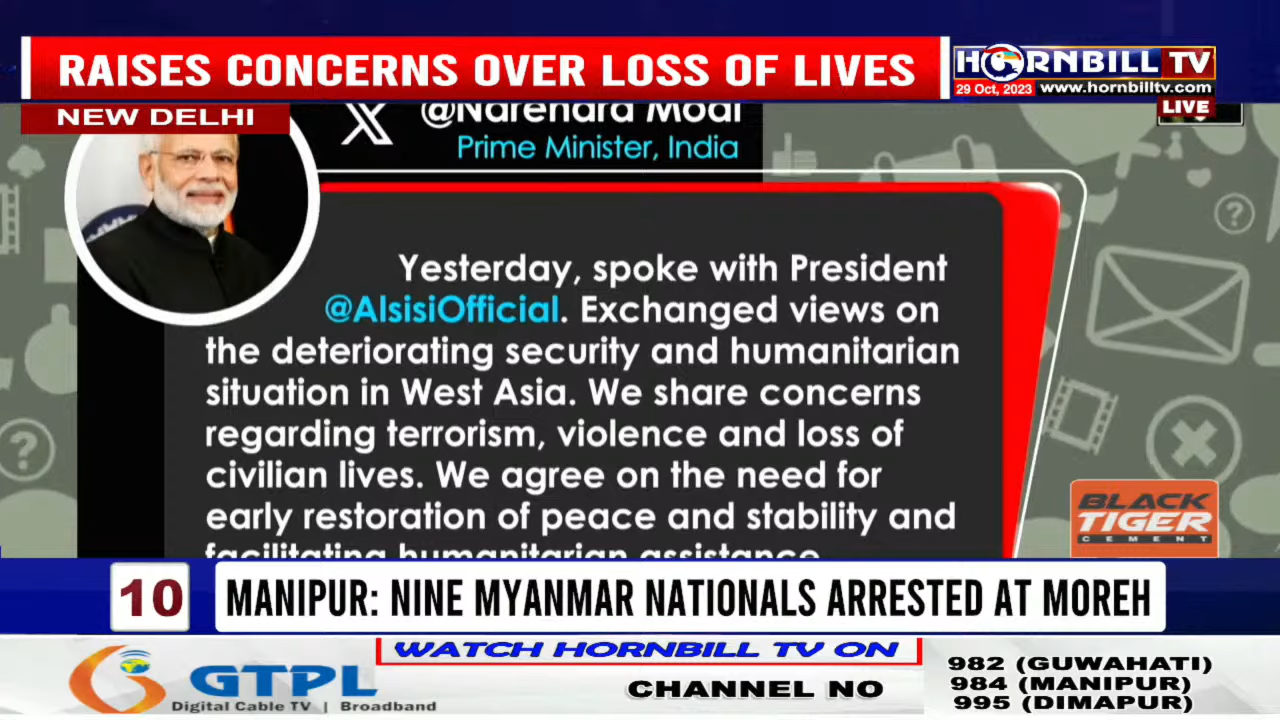 RAISES CONCERNS OVER LOSS OF LIVES
HORNBILL TV
29 Oct, 2023 www.hornbilltv.com
LIVE
NEW DELHI
@Narendra Modi
Prime Minister, India
Yesterday, spoke with President
@AlsisiOfficial. Exchanged views on
the deteriorating security and humanitarian
situation in West Asia. We share concerns
regarding terrorism, violence and loss of
civilian lives. We agree on the need for
early restoration of peace and stability and
facilitating humanitarian assistance.
BLACK
TIGER
CEMENT
10 MANIPUR: NINE MYANMAR NATIONALS ARRESTED AT MOREH
GTPL
Digital Cable TV | Broadband
WATCH HORNBILL TV ON
CHANNEL NO
982 (GUWAHATI)
984 (MANIPUR)
995 (DIMAPUR)